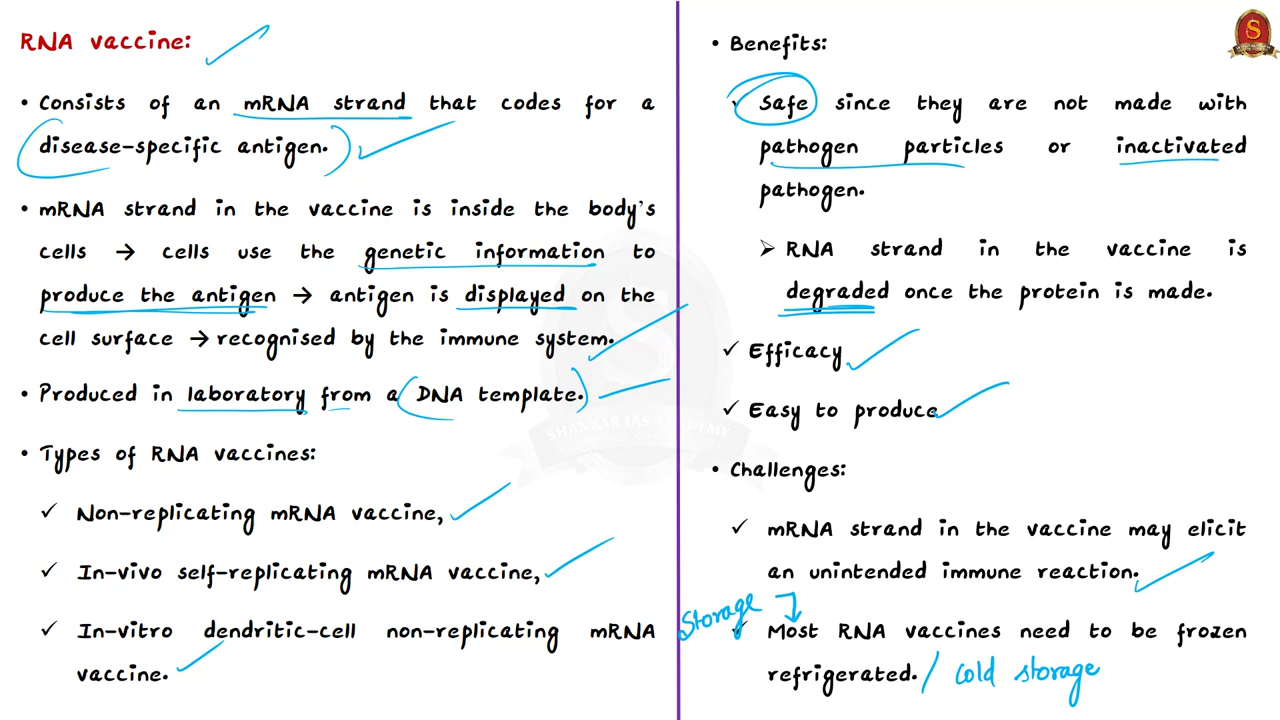 RNA vaccine:
• Consists of an mRNA strand that codes for a
disease-specific antigen.
• mRNA strand in the vaccine is inside the body's
cells → cells use the genetic information to
produce the antigen → antigen is displayed on the
cell surface → recognised by the immune system.
• Produced in laboratory from a DNA template.
• Types of RNA vaccines:
✓ Non-replicating mRNA vaccine,
✓ In-vivo self-replicating mRNA vaccine,
✓ In-vitro dendritic-cell non-replicating mRNA
vaccine.
• Benefits:
Safe since they are not made with
pathogen particles or inactivated
pathogen.
➢ RNA strand in the vaccine is
degraded once the protein is made.
✓ Efficacy
✓ Easy to produce
• Challenges:
✓ mRNA strand in the vaccine may elicit
an unintended immune reaction.
Storage
✓ Most RNA vaccines need to be frozen
refrigerated. / Cold storage
SHANKAR IAS ACADEMY